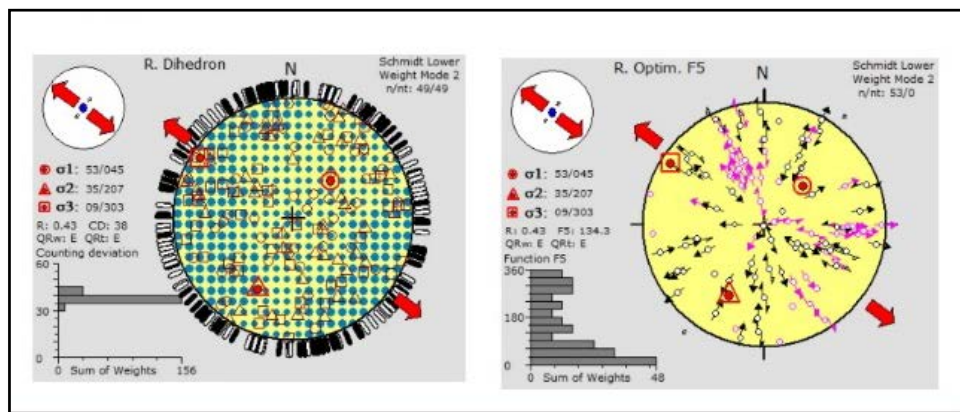 R. Dihedron
N
Schmidt Lower
Weight Mode 2
n/nt: 49/49
σ1: 53/045
σ2: 35/207
σ3: 09/303
R: 0.43 CD: 38
QRw: E QRt: E
Counting deviation
60
30
0
0 Sum of Weights 156
R. Optim. F5
N
Schmidt Lower
Weight Mode 2
n/nt: 53/0
σ1: 53/045
σ2: 35/207
σ3: 09/303
R: 0.43 F5: 134.3
QRw: E QRt: E
Function F5
360
180
0
0 Sum of Weights 48